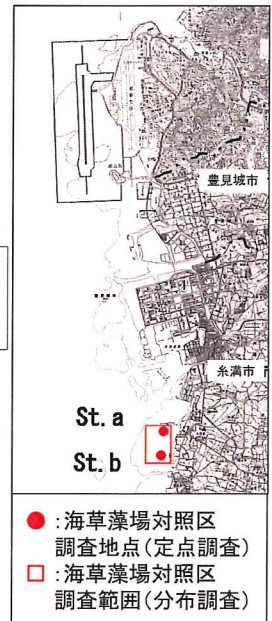 豊見城市
糸満市
St. a
St. b
● :海草藻場対照区
調査地点(定点調査)
□ :海草藻場対照区
調査範囲(分布調査)